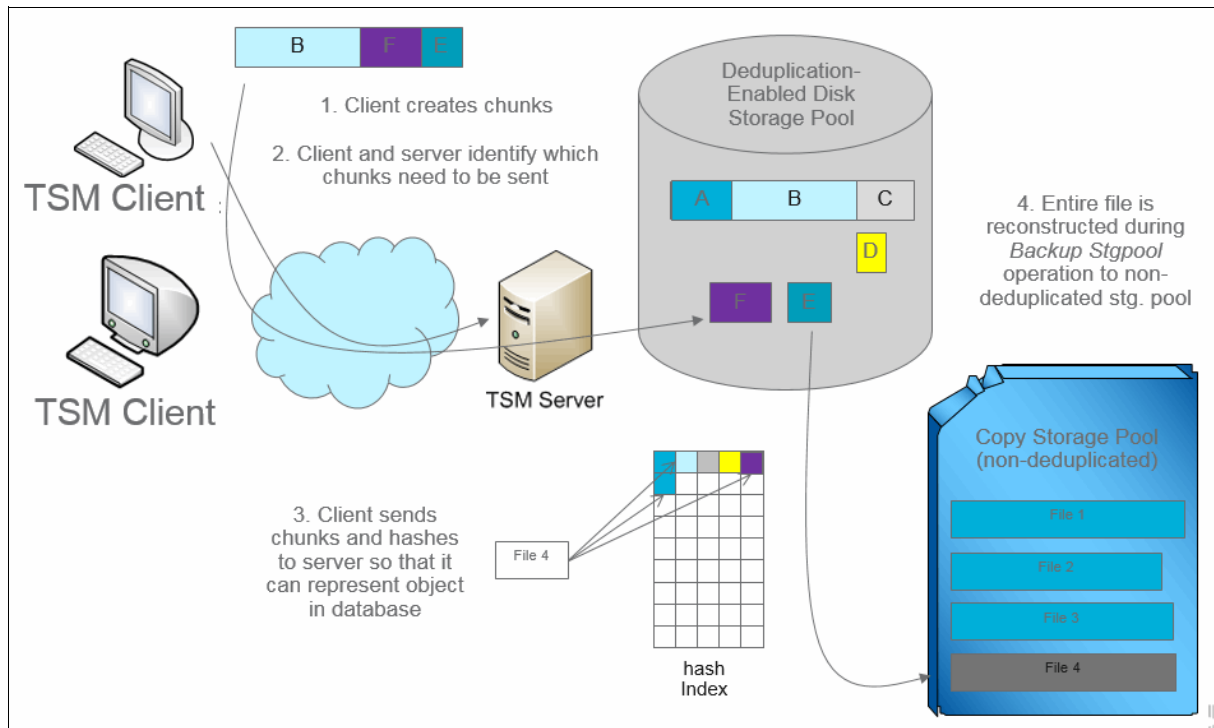 B F E
1. Client creates chunks
2. Client and server identify which
chunks need to be sent
TSM Client
:
TSM Client
TSM Server
Deduplication-
Enabled Disk
Storage Pool
A B C
D
F E
4. Entire file is
reconstructed during
Backup Stgpool
operation to non-
deduplicated stg. pool
3. Client sends
chunks and hashes
to server so that it
can represent object
in database
File 4
hash
Index
Copy Storage Pool
(non-deduplicated)
File 1
File 2
File 3
File 4